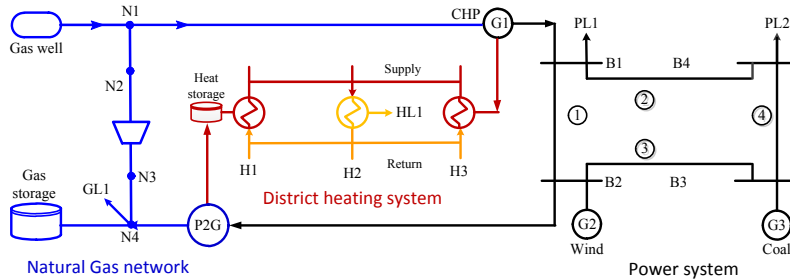 N1
CHP
G1
PL1
PL2
Gas well
N2
Heat
storage
Supply
HL1
B1
B4
1
2
4
3
H1
H2
Return
H3
N3
Gas
storage
GL1
District heating system
B2
B3
N4
P2G
G2
G3
Wind
Coal
Natural Gas network
Power system